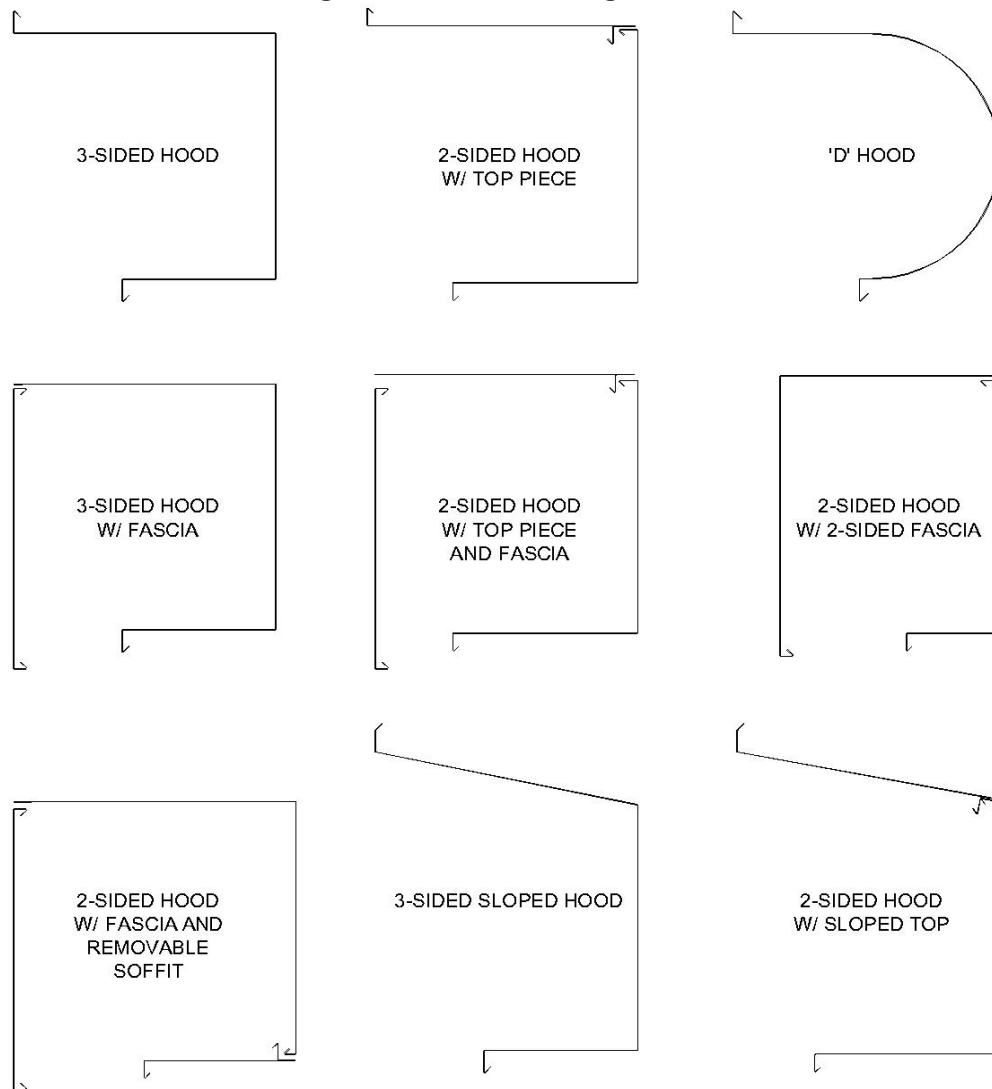 3-SIDED HOOD
2-SIDED HOOD
W/ TOP PIECE
'D' HOOD
3-SIDED HOOD
W/ FASCIA
2-SIDED HOOD
W/ TOP PIECE
AND FASCIA
2-SIDED HOOD
W/ 2-SIDED FASCIA
2-SIDED HOOD
W/ FASCIA AND
REMOVABLE
SOFFIT
3-SIDED SLOPED HOOD
2-SIDED HOOD
W/ SLOPED TOP